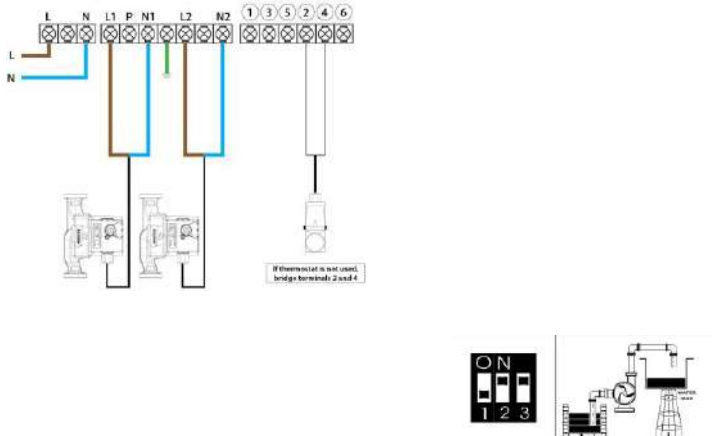 L N L1 P N1 L2 N2 1 3 5 2 4 6
L
N
If thermostat is not used,
bridge terminals 2 and 4
ON
1 2 3